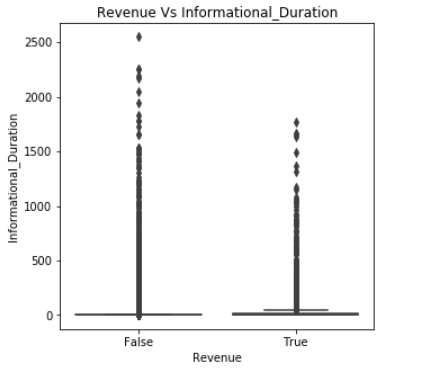 Revenue Vs Informational_Duration
2500
2000
1500
1000
500
0
Informational_Duration
False True
Revenue